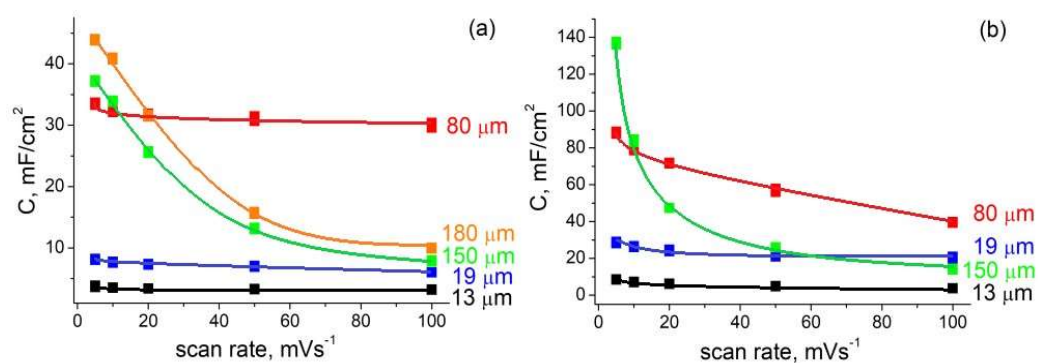 (a)
C, mF/cm²
40
30
20
10
80 µm
180 µm
150 µm
19 µm
13 µm
0 20 40 60 80 100
scan rate, mVs⁻¹
(b)
C, mF/cm²
140
120
100
80
60
40
20
0
80 µm
19 µm
150 µm
13 µm
0 20 40 60 80 100
scan rate, mVs⁻¹